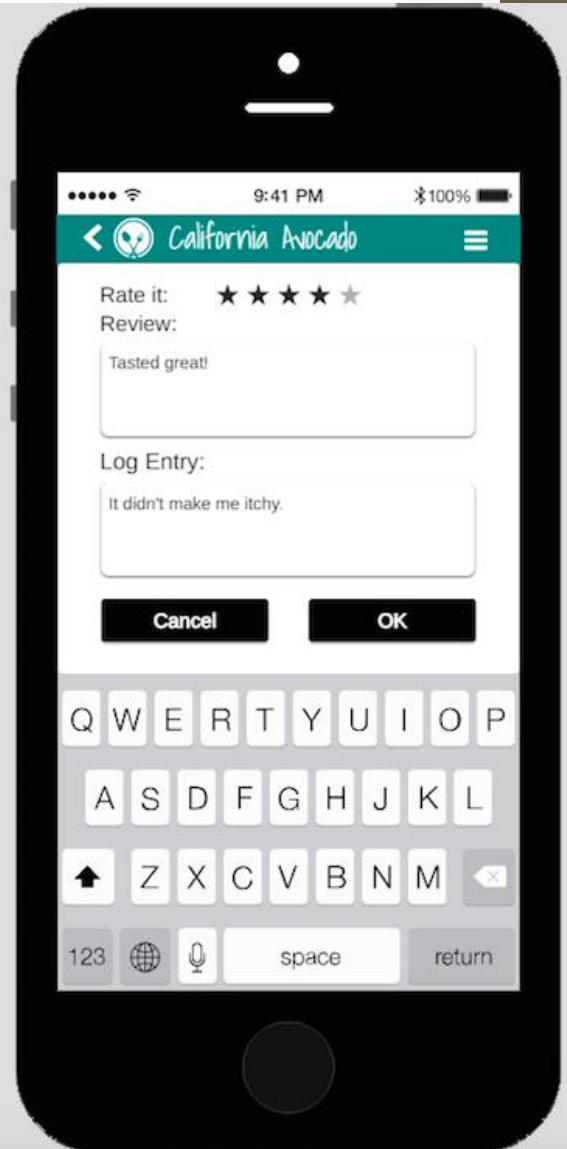 9:41 PM 100%
California Avocado
Rate it:
Review:
Tasted great!
Log Entry:
It didn't make me itchy.
Cancel OK
Q W E R T Y U I O P
A S D F G H J K L
Z X C V B N M
123 space return